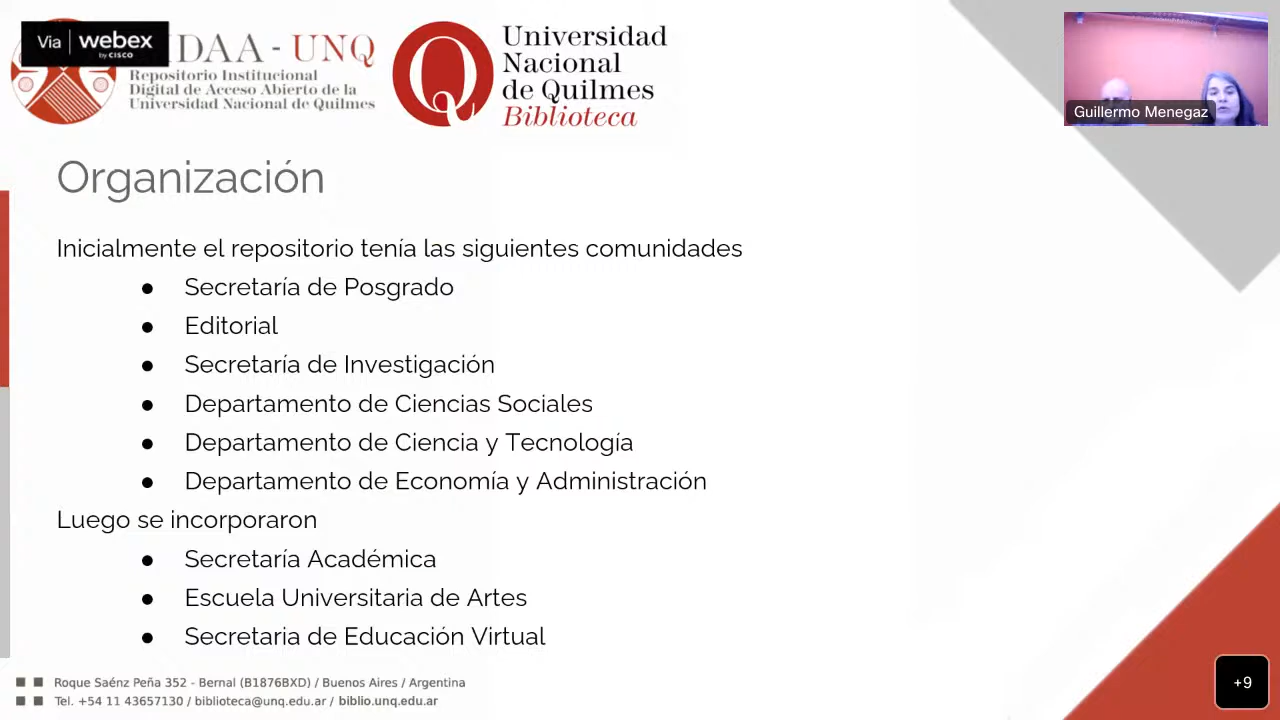 Via webex
by CISCO
DAA - UNQ
Repositorio Institucional
Digital de Acceso Abierto de la
Universidad Nacional de Quilmes
Universidad
Nacional
de Quilmes
Biblioteca
Guillermo Menegaz
Organización
Inicialmente el repositorio tenía las siguientes comunidades
● Secretaría de Posgrado
● Editorial
● Secretaría de Investigación
● Departamento de Ciencias Sociales
● Departamento de Ciencia y Tecnología
● Departamento de Economía y Administración
Luego se incorporaron
● Secretaría Académica
● Escuela Universitaria de Artes
● Secretaria de Educación Virtual
Roque Saénz Peña 352 - Bernal (B1876BXD) / Buenos Aires / Argentina
Tel. +54 11 43657130 / biblioteca@unq.edu.ar / biblio.unq.edu.ar
+9